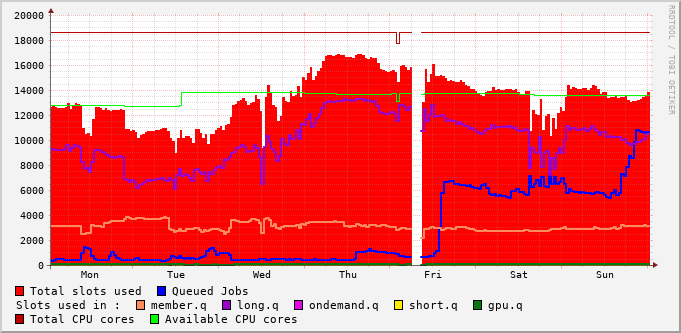 20000
18000
16000
14000
12000
10000
8000
6000
4000
2000
0
Mon Tue Wed Thu Fri Sat Sun
RRDTOOL / TOBI OETIKER
Total slots used Queued Jobs
Slots used in : member.q long.q ondemand.q short.q gpu.q
Total CPU cores Available CPU cores